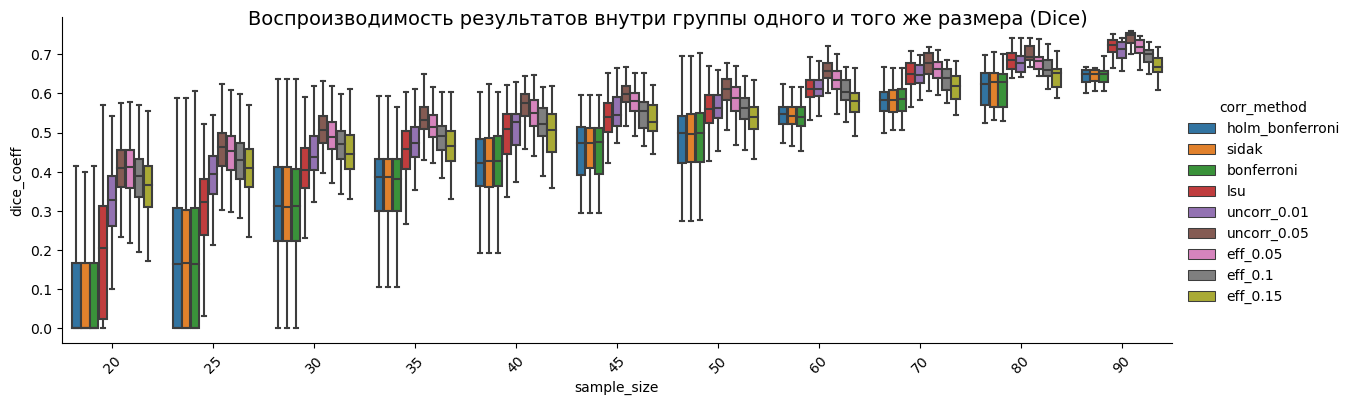 Воспроизводимость результатов внутри группы одного и того же размера (Dice)
dice_coeff
0.7
0.6
0.5
0.4
0.3
0.2
0.1
0.0
20
25
30
35
40
45
50
60
70
80
90
sample_size
corr_method
holm_bonferroni
sidak
bonferroni
lsu
uncorr_0.01
uncorr_0.05
eff_0.05
eff_0.1
eff_0.15